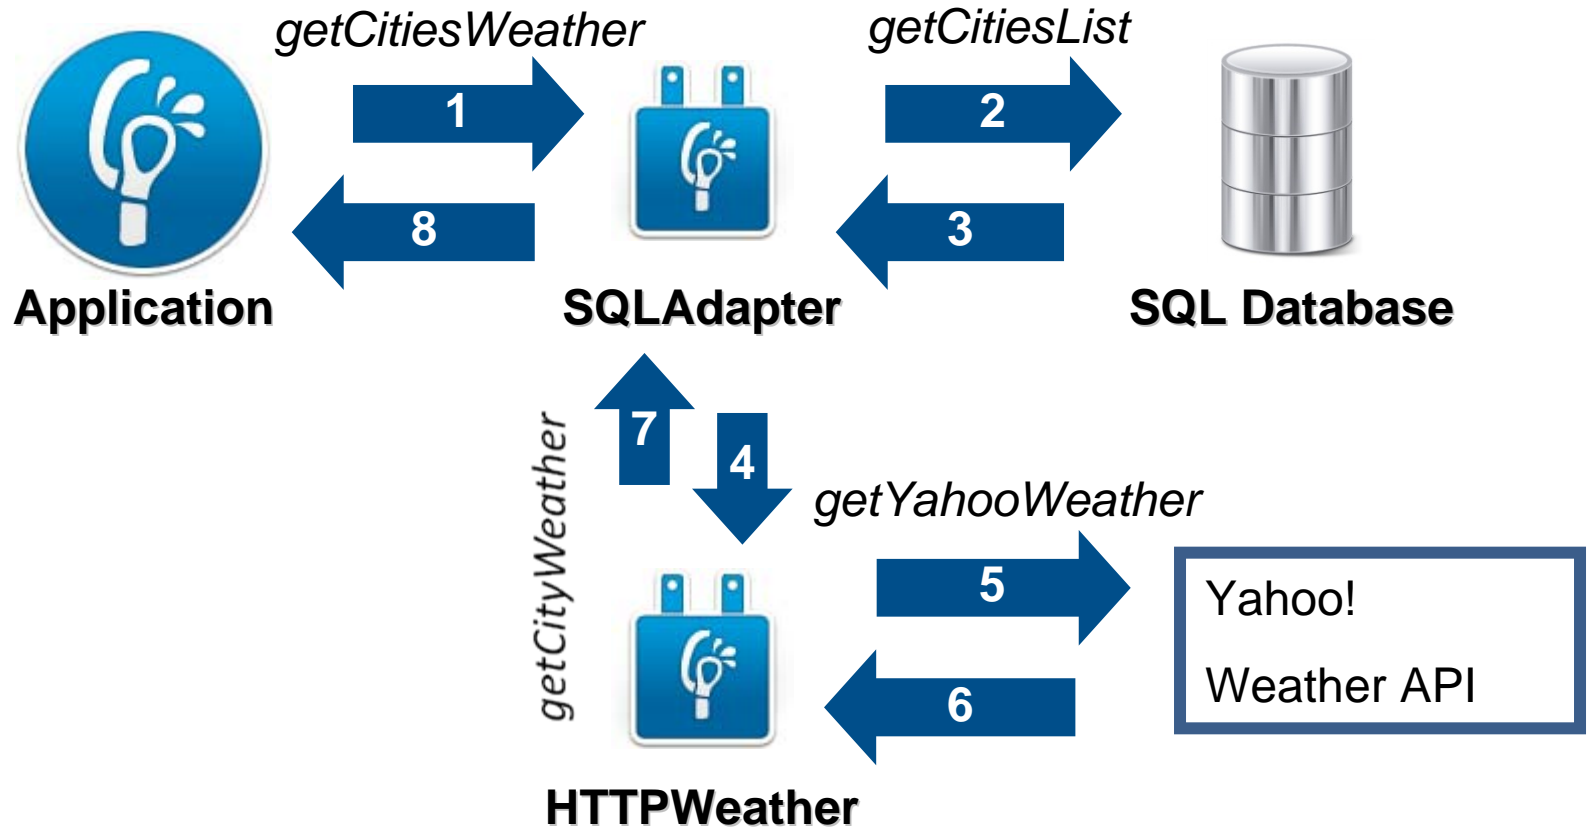 getCitiesWeather
getCitiesList
1
2
8
3
Application
SQLAdapter
SQL Database
7
4
getCityWeather
getYahooWeather
5
Yahoo!
Weather API
6
HTTPWeather